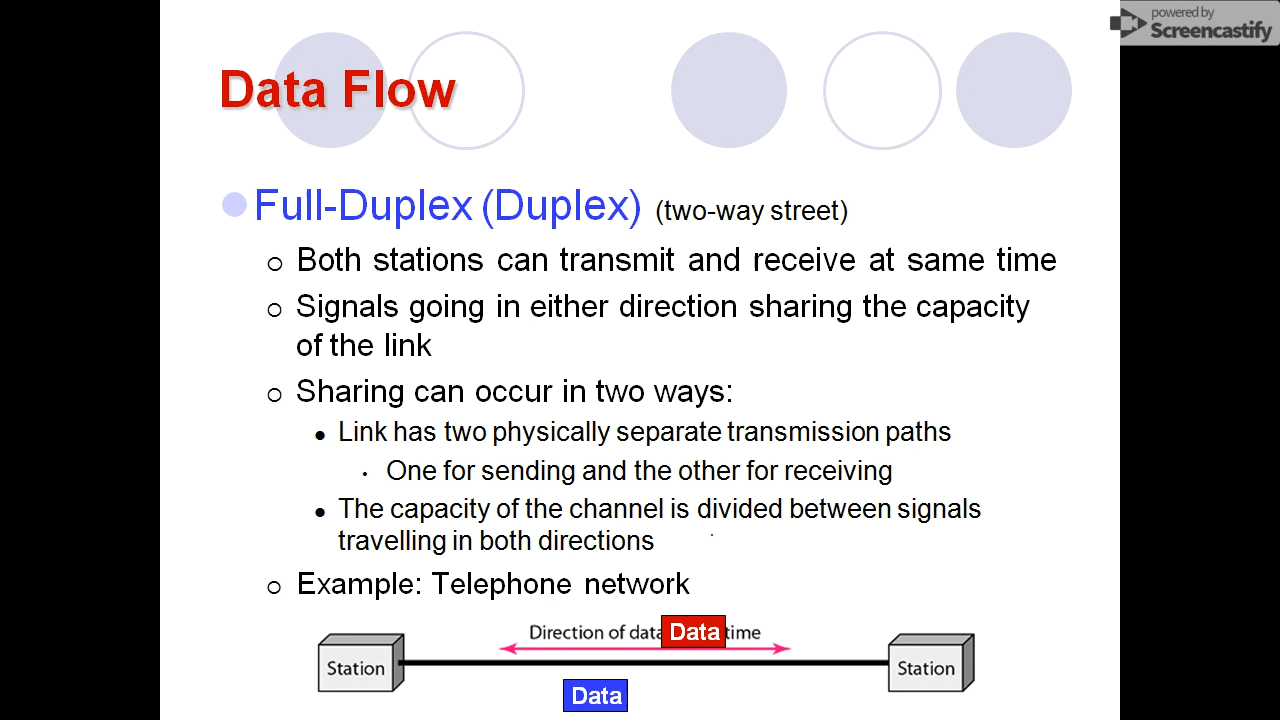 powered by
Screencastify
Data Flow
Full-Duplex (Duplex) (two-way street)
Both stations can transmit and receive at same time
Signals going in either direction sharing the capacity
of the link
Sharing can occur in two ways:
Link has two physically separate transmission paths
One for sending and the other for receiving
The capacity of the channel is divided between signals
travelling in both directions
Example: Telephone network
Direction of data Data time
Station
Station
Data